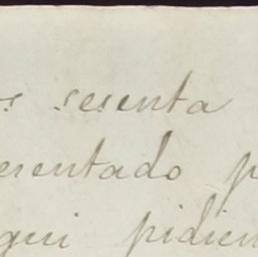 s sesenta
esentado p
qui pidien